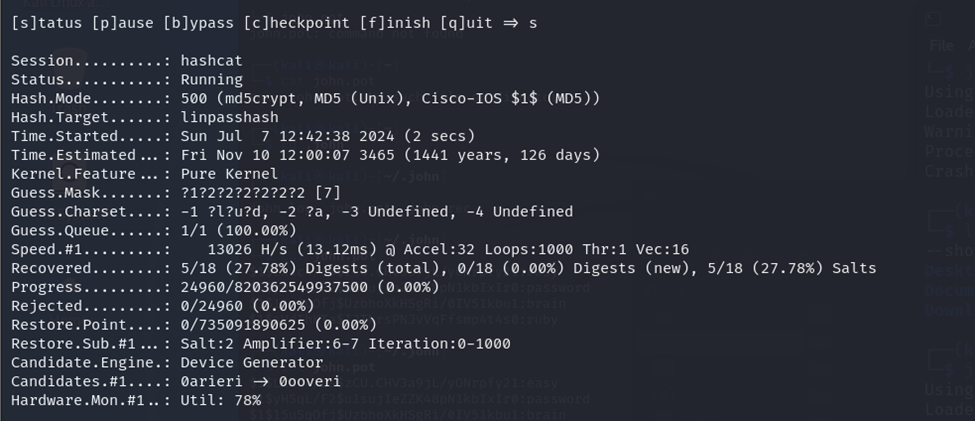 [s]tatus [p]ause [b]ypass [c]heckpoint [f]inish [q]uit => s
Session..........: hashcat
Status...........: Running
Hash.Mode........: 500 (md5crypt, MD5 (Unix), Cisco-IOS $1$ (MD5))
Hash.Target......: linpasshash
Time.Started.....: Sun Jul  7 12:42:38 2024 (2 secs)
Time.Estimated...: Fri Nov 10 12:00:07 3465 (1441 years, 126 days)
Kernel.Feature...: Pure Kernel
Guess.Mask.......: ?1?2?2?2?2?2?2 [7]
Guess.Charset....: -1 ?l?u?d, -2 ?a, -3 Undefined, -4 Undefined
Guess.Queue......: 1/1 (100.00%)
Speed.#1.........:    13026 H/s (13.12ms) @ Accel:32 Loops:1000 Thr:1 Vec:16
Recovered........: 5/18 (27.78%) Digests (total), 0/18 (0.00%) Digests (new), 5/18 (27.78%) Salts
Progress.........: 24960/820362549937500 (0.00%)
Rejected.........: 0/24960 (0.00%)
Restore.Point....: 0/735091890625 (0.00%)
Restore.Sub.#1...: Salt:2 Amplifier:6-7 Iteration:0-1000
Candidate.Engine.: Device Generator
Candidates.#1....: 0arieri -> 0ooveri
Hardware.Mon.#1..: Util: 78%
File